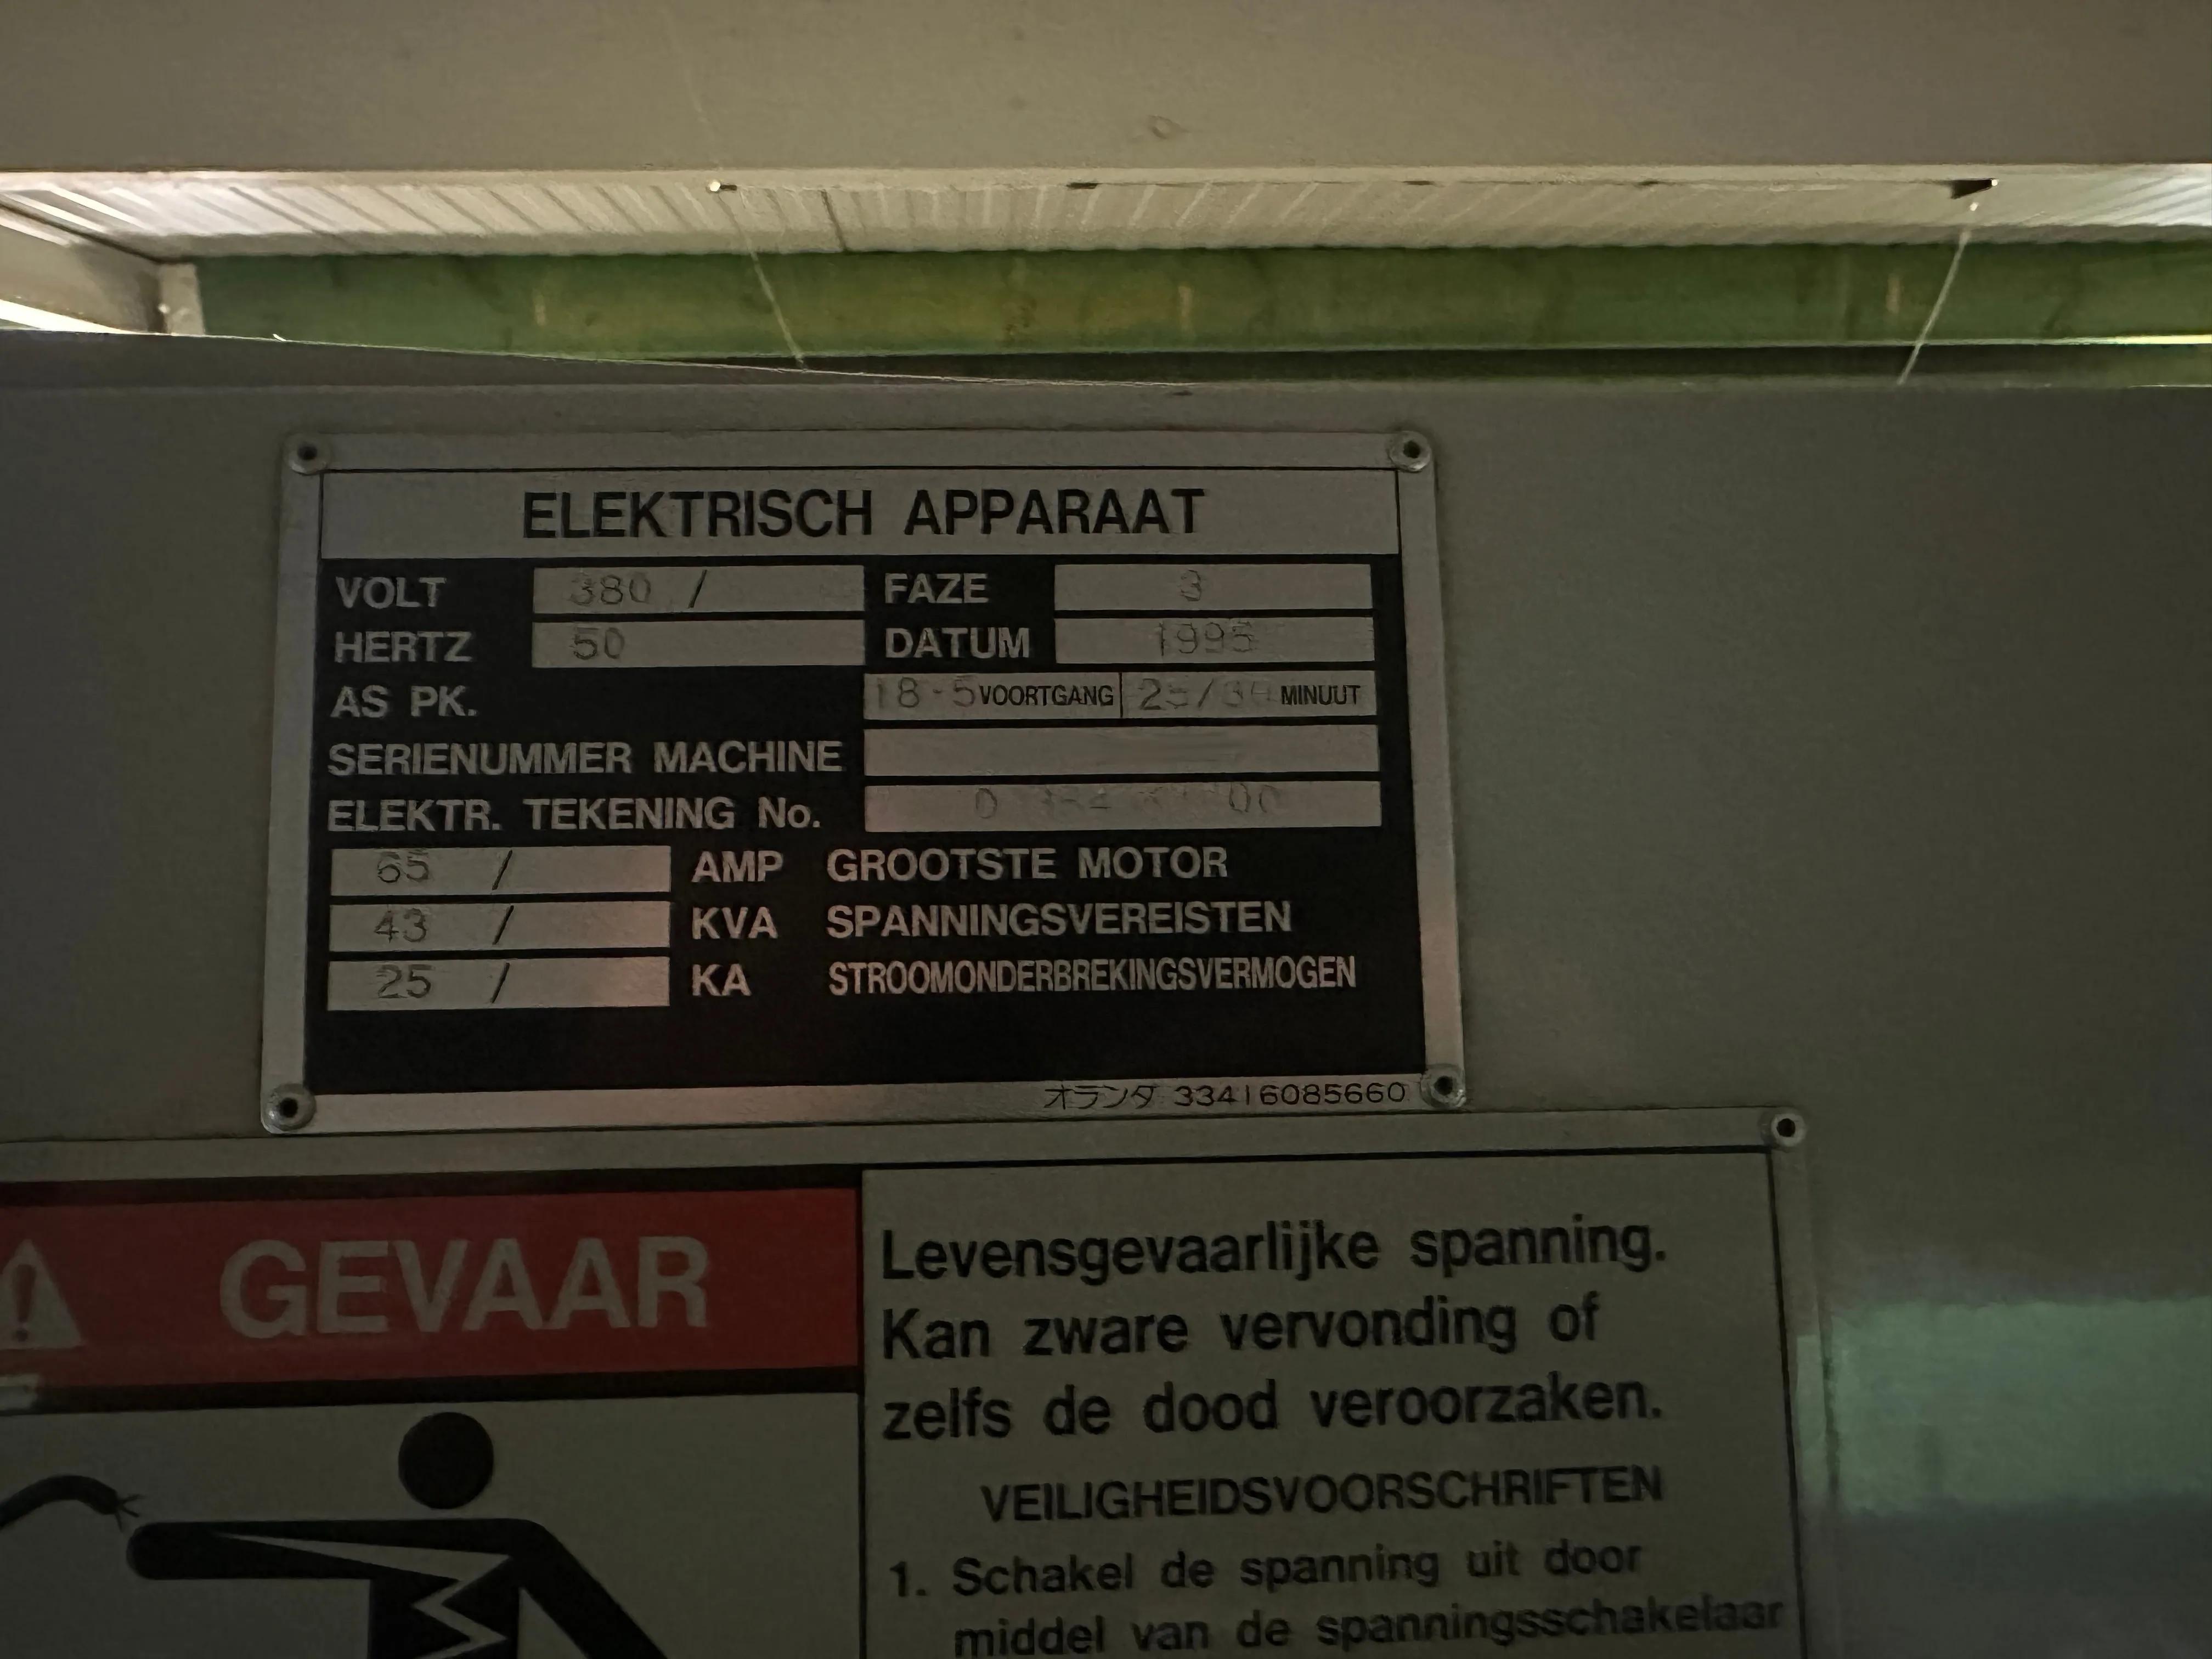 ELEKTRISCH APPARAAT
VOLT 380 / FAZE 3
HERTZ 50 DATUM 1995
AS PK. 18-5 VOORTGANG MINUUT
SERIENUMMER MACHINE
ELEKTR. TEKENING No.
65 / AMP GROOTSTE MOTOR
43 / KVA SPANNINGSVEREISTEN
25 / KA STROOMONDERBREKINGSVERMOGEN
オランダ 33416085660
GEVAAR
Levensgevaarlijke spanning.
Kan zware vervonding of
zelfs de dood veroorzaken.
VEILIGHEIDSVOORSCHRIFTEN
1. Schakel de spanning uit door
middel van de spanningsschakelaar